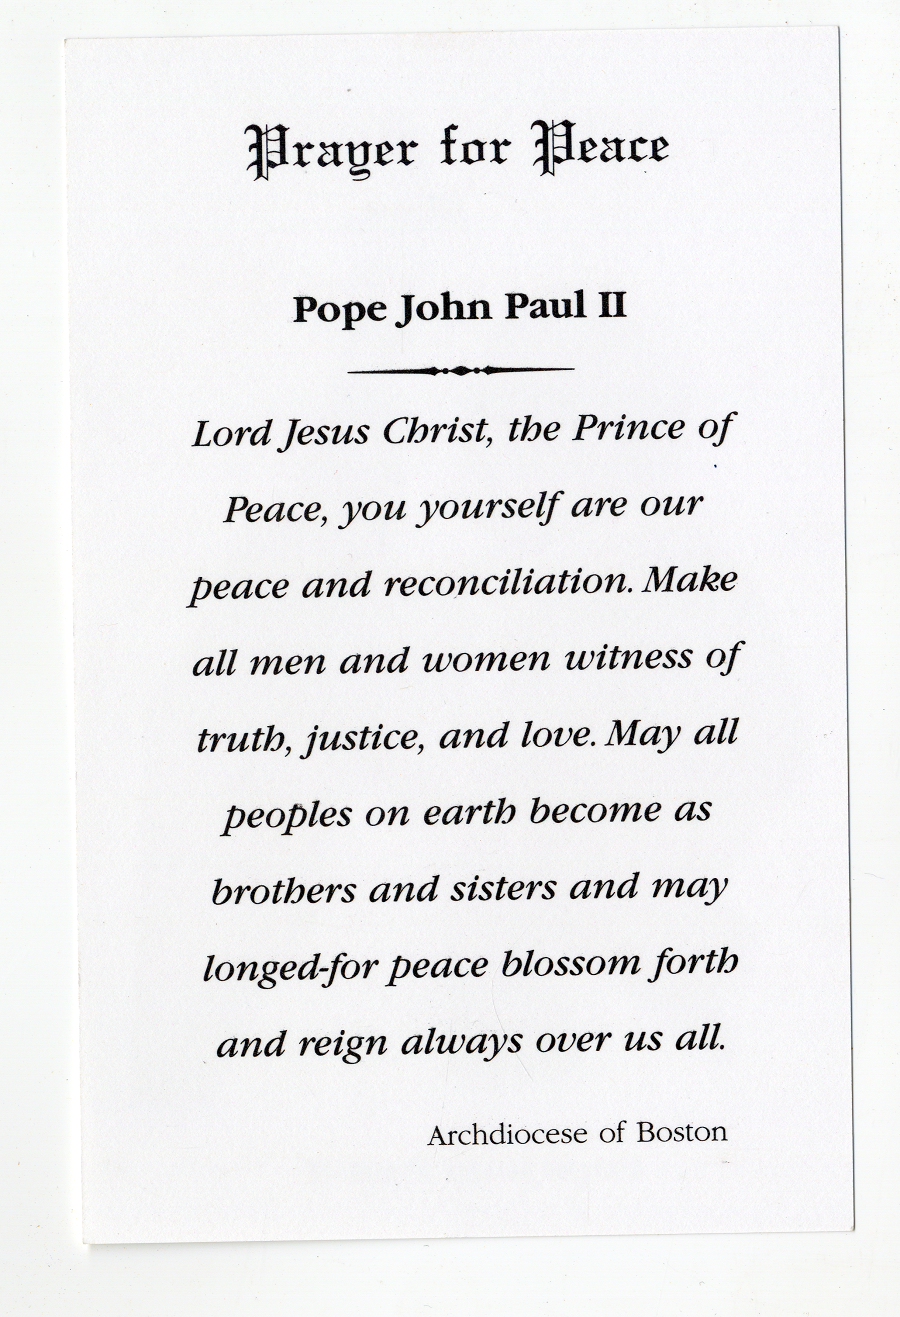 Prayer for Peace
Pope John Paul II
Lord Jesus Christ, the Prince of
Peace, you yourself are our
peace and reconciliation. Make
all men and women witness of
truth, justice, and love. May all
peoples on earth become as
brothers and sisters and may
longed-for peace blossom forth
and reign always over us all.
Archdiocese of Boston